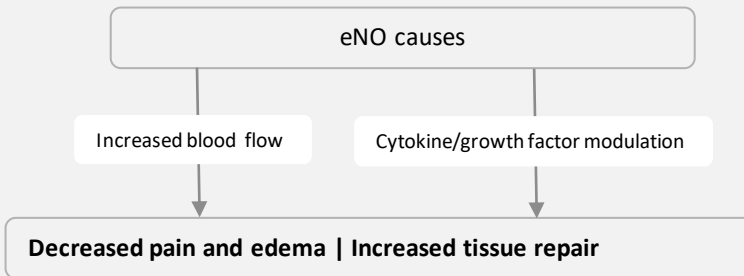 eNO causes
Increased blood flow
Cytokine/growth factor modulation
Decreased pain and edema | Increased tissue repair